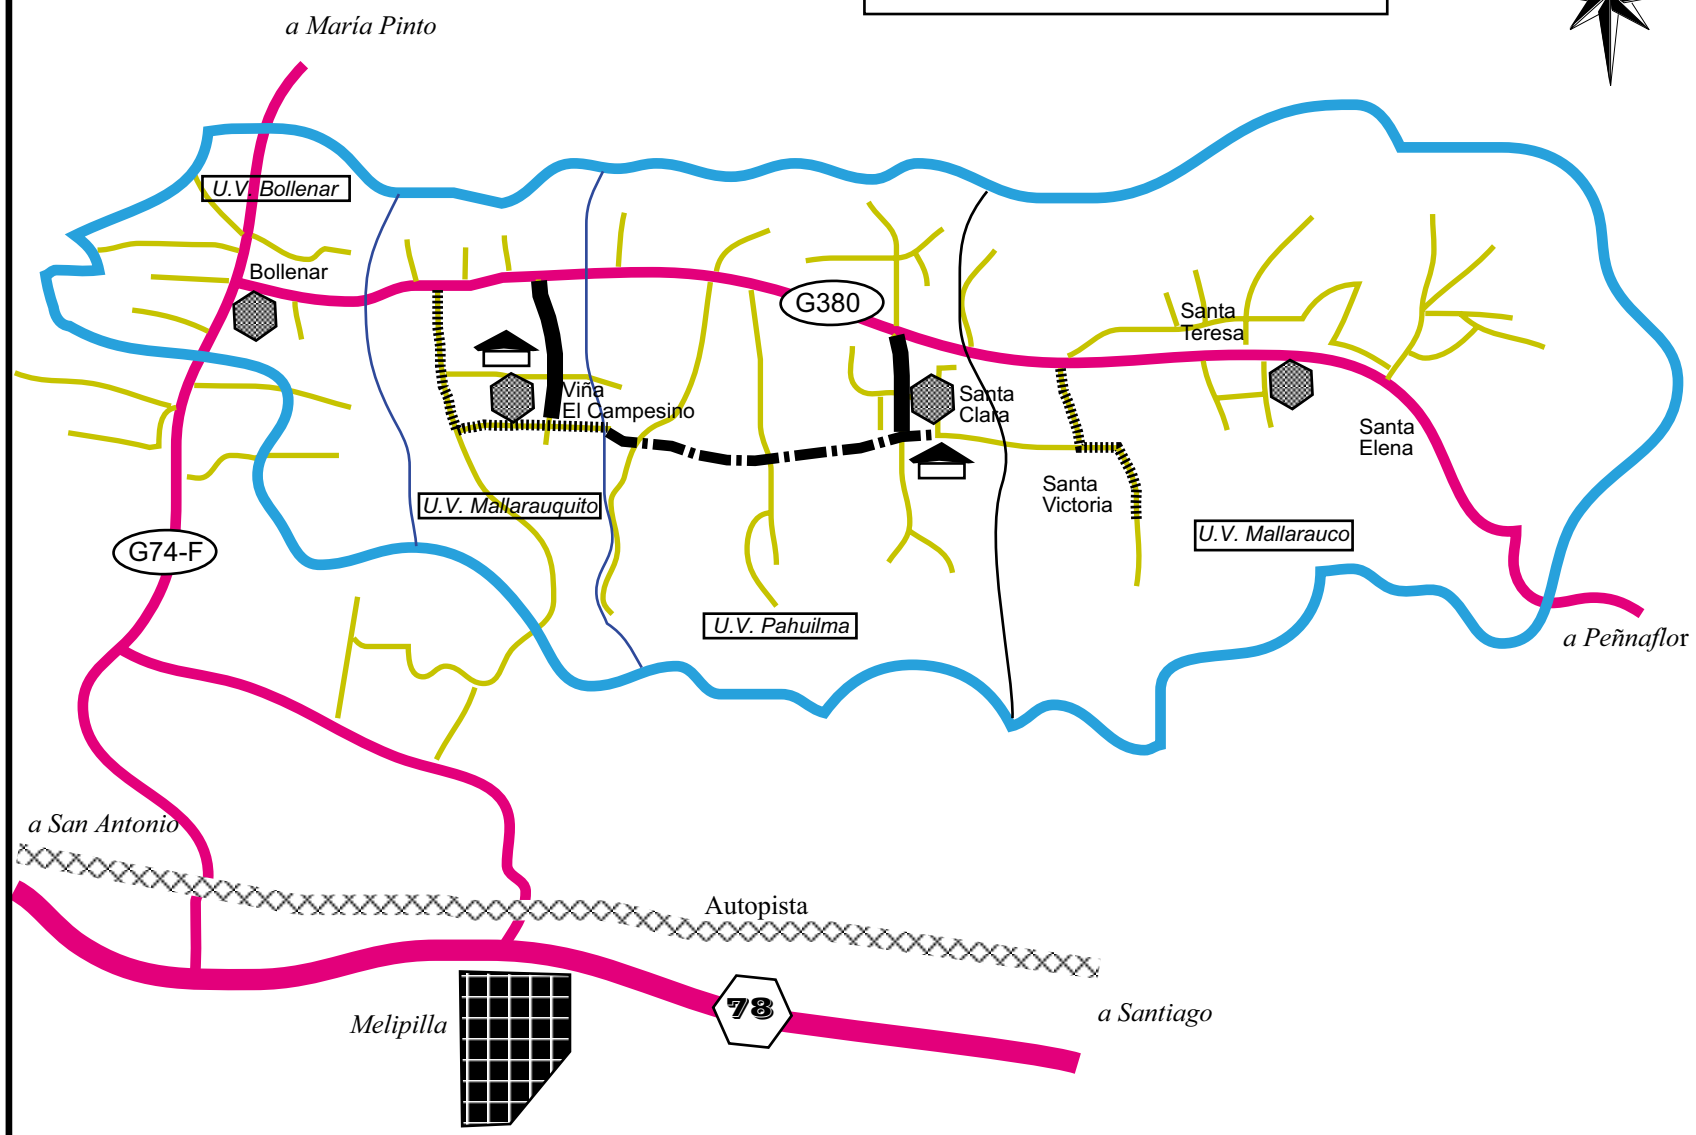 a María Pinto
U.V. Bollenar
Bollenar
G380
Santa
Teresa
Viña
El Campesino
Santa
Clara
Santa
Elena
Santa
Victoria
U.V. Mallarauquito
U.V. Mallarauco
G74-F
U.V. Pahuilma
a Peñnaflor
a San Antonio
Autopista
78
a Santiago
Melipilla